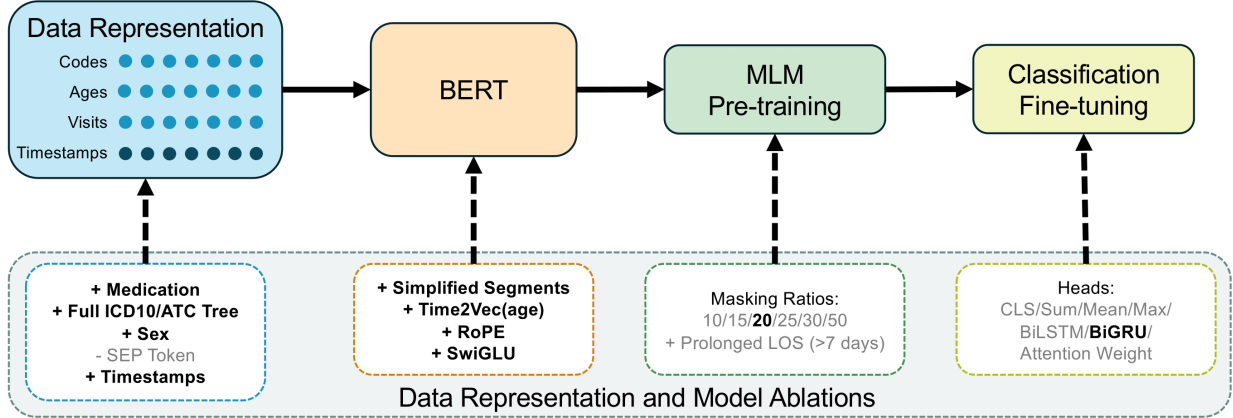 Data Representation
Codes
Ages
Visits
Timestamps
BERT
MLM
Pre-training
Classification
Fine-tuning
+ Medication
+ Full ICD10/ATC Tree
+ Sex
- SEP Token
+ Timestamps
+ Simplified Segments
+ Time2Vec(age)
+ RoPE
+ SwiGLU
Masking Ratios:
10/15/20/25/30/50
+ Prolonged LOS (>7 days)
Heads:
CLS/Sum/Mean/Max/
BiLSTM/BiGRU/
Attention Weight
Data Representation and Model Ablations